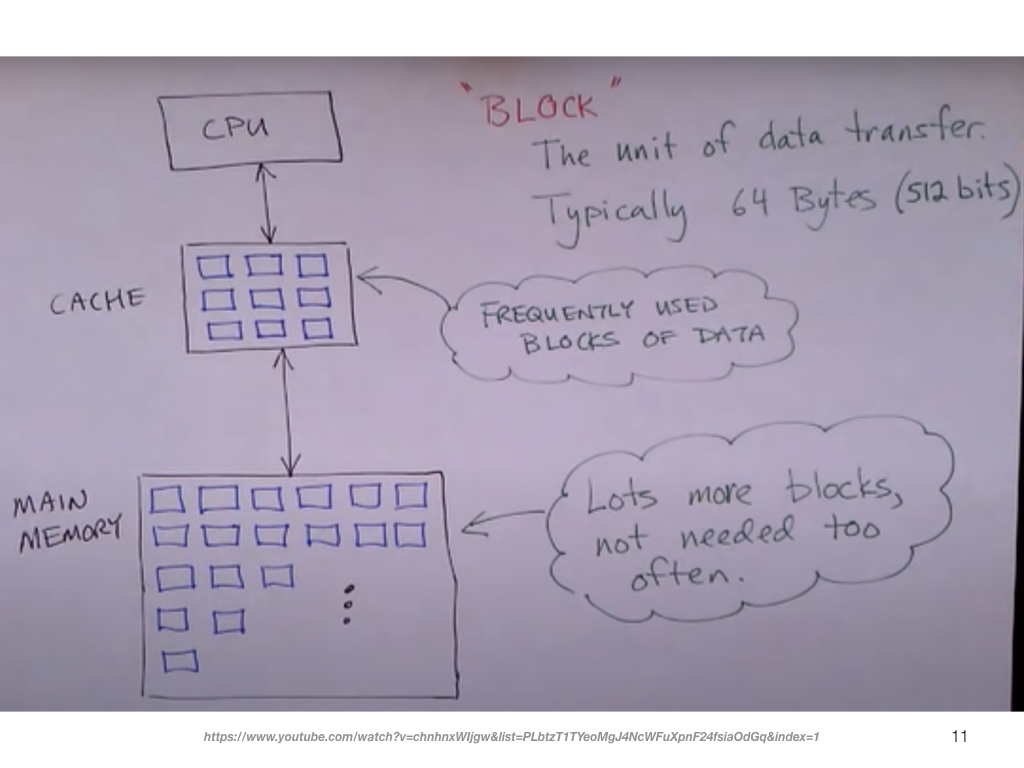 CPU
"BLOCK"
The unit of data transfer.
Typically 64 Bytes (512 bits)
CACHE
FREQUENTLY USED
BLOCKS OF DATA
MAIN
MEMORY
Lots more blocks,
not needed too
often.
https://www.youtube.com/watch?v=chnhnxWIjgw&list=PLbtzT1TYeoMgJ4NcWFuXpnF24fsiaOdGq&index=1
11